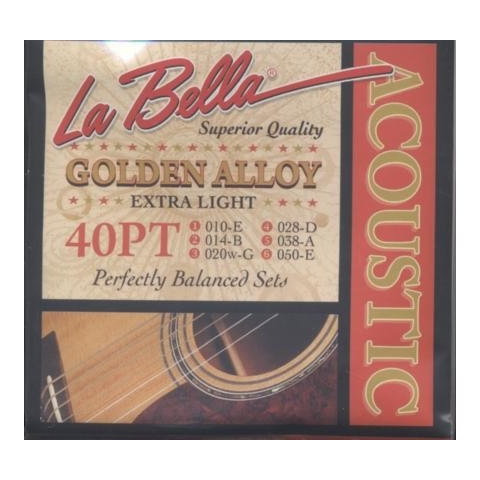 La Bella®
Superior Quality
GOLDEN ALLOY
EXTRA LIGHT
40PT
1 010-E 4 028-D
2 014-B 5 038-A
3 020w-G 6 050-E
Perfectly Balanced Sets
ACOUSTIC